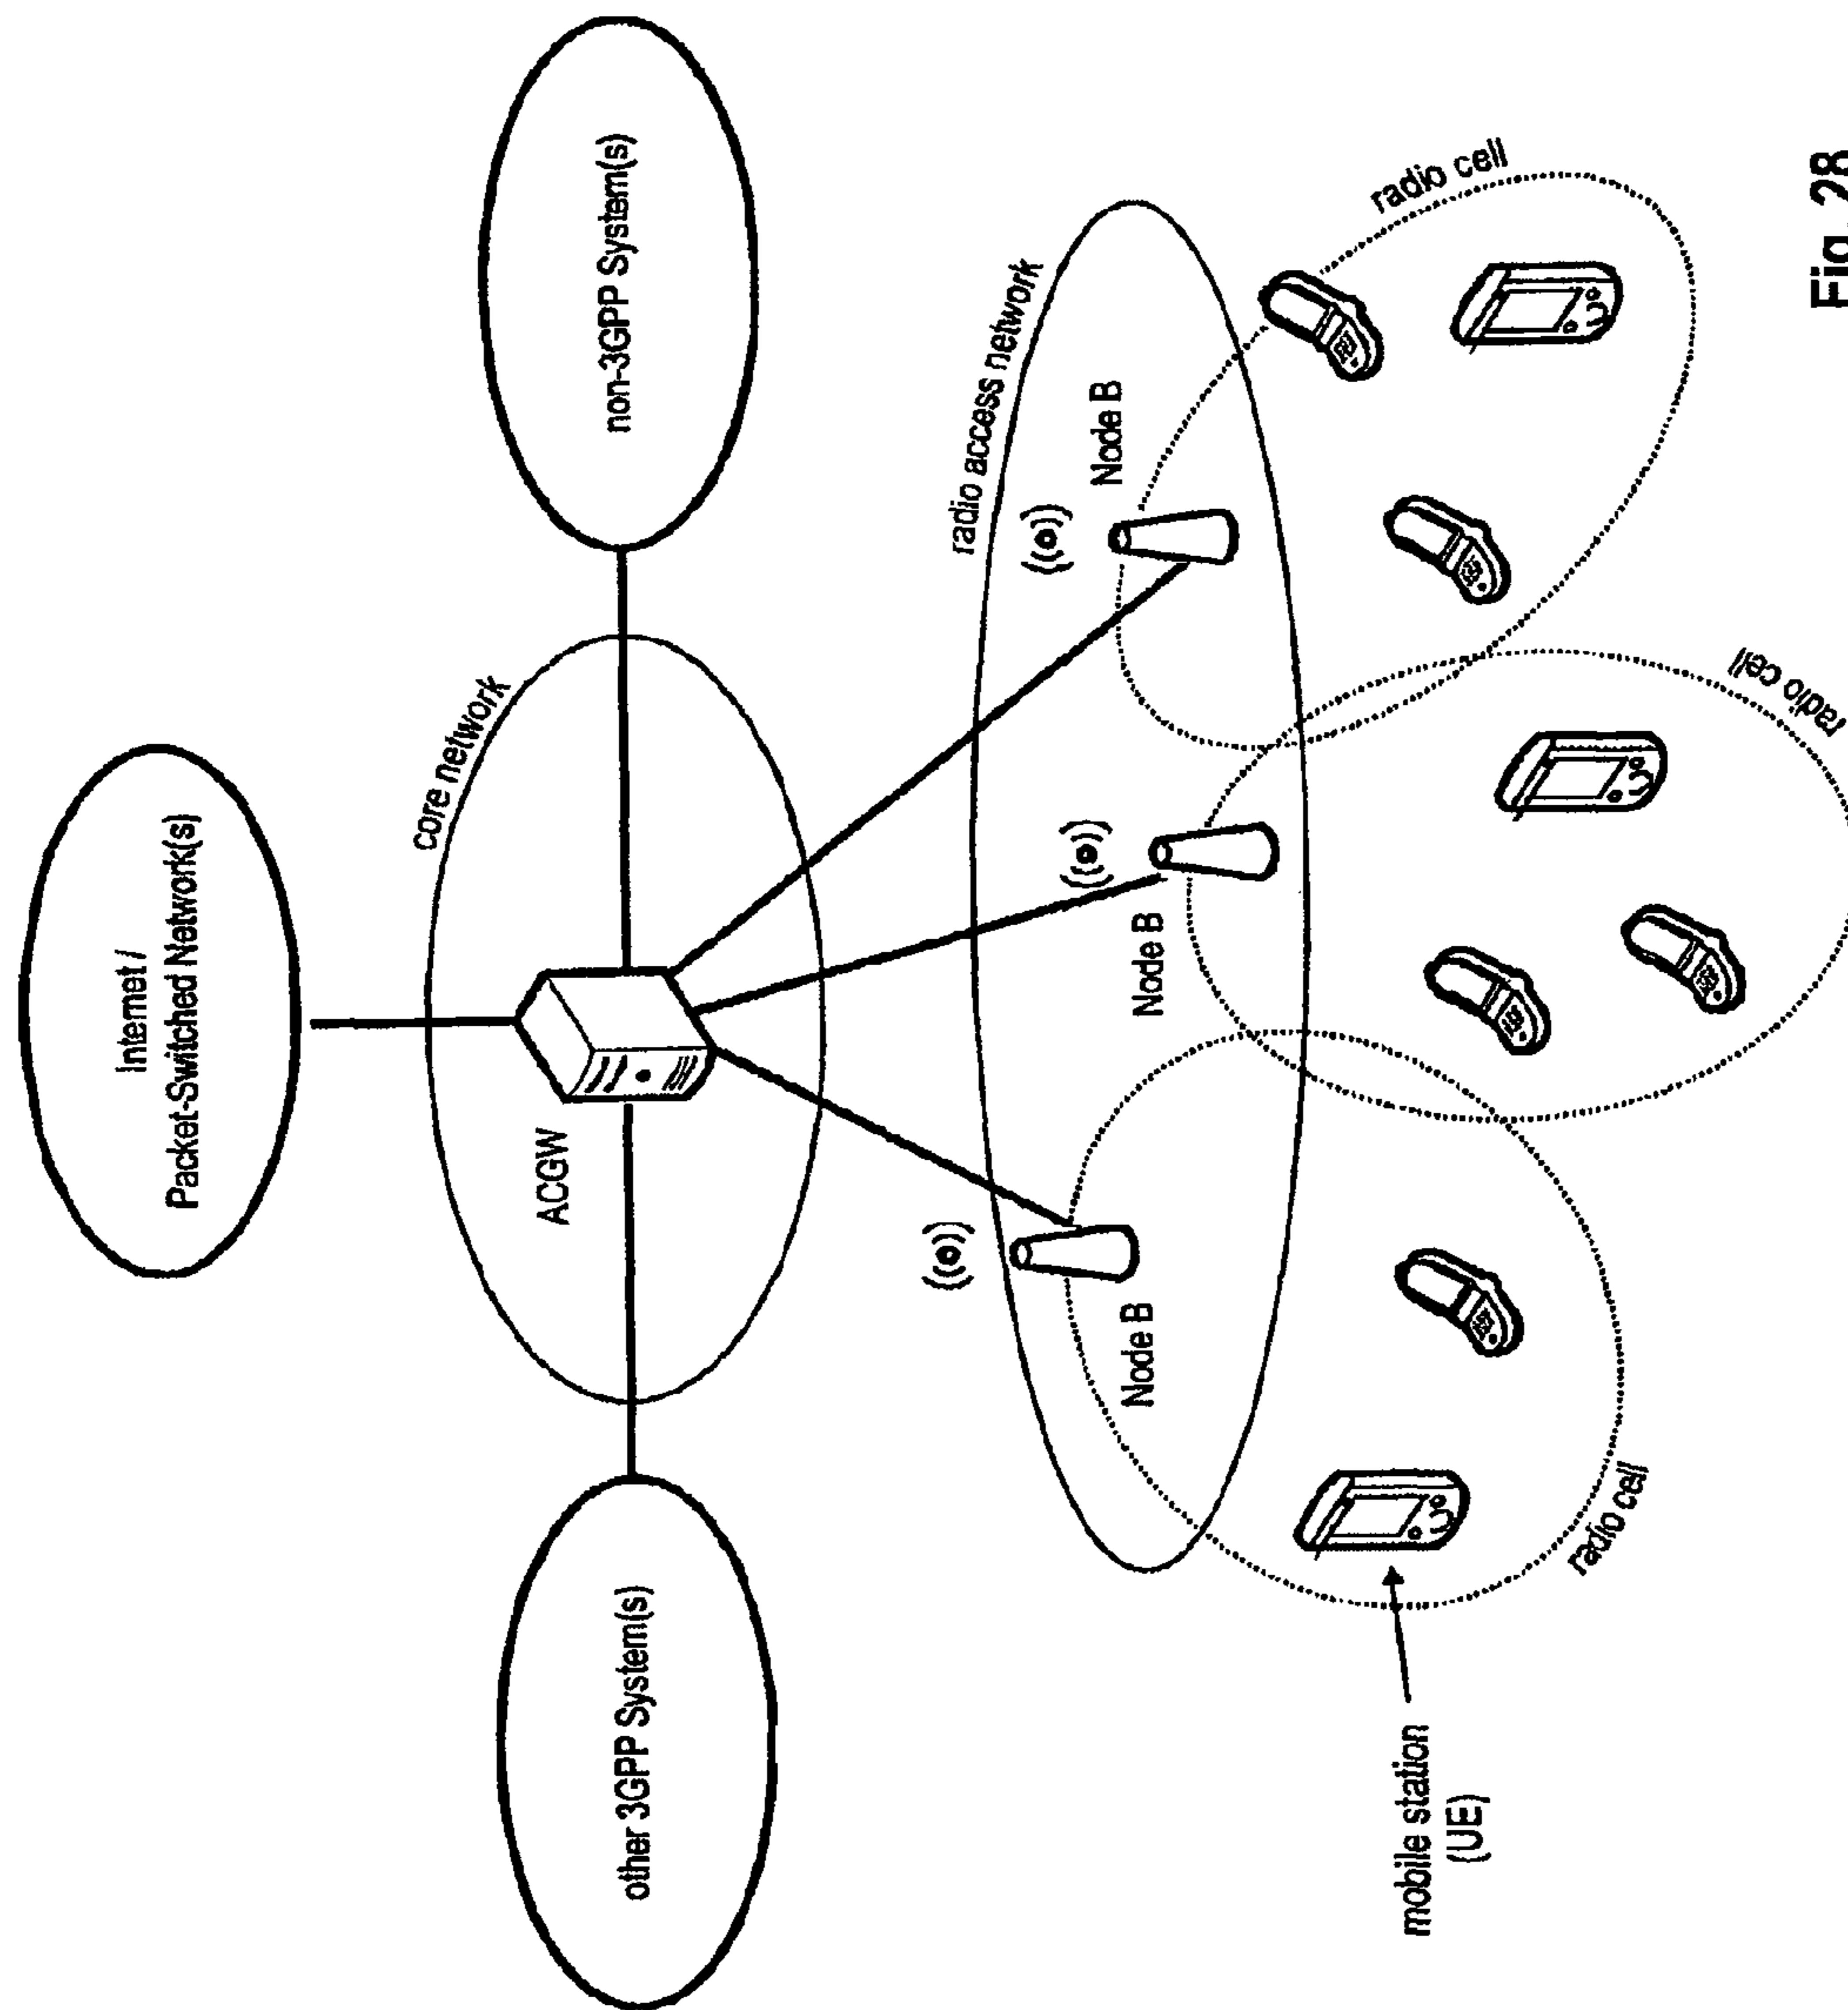 Internet /
Packet-Switched Network(s)
core network
ACGW
other 3GPP System(s)
non-3GPP System(s)
radio access network
Node B
Node B
Node B
radio cell
radio cell
radio cell
mobile station
(UE)
Fig. 28